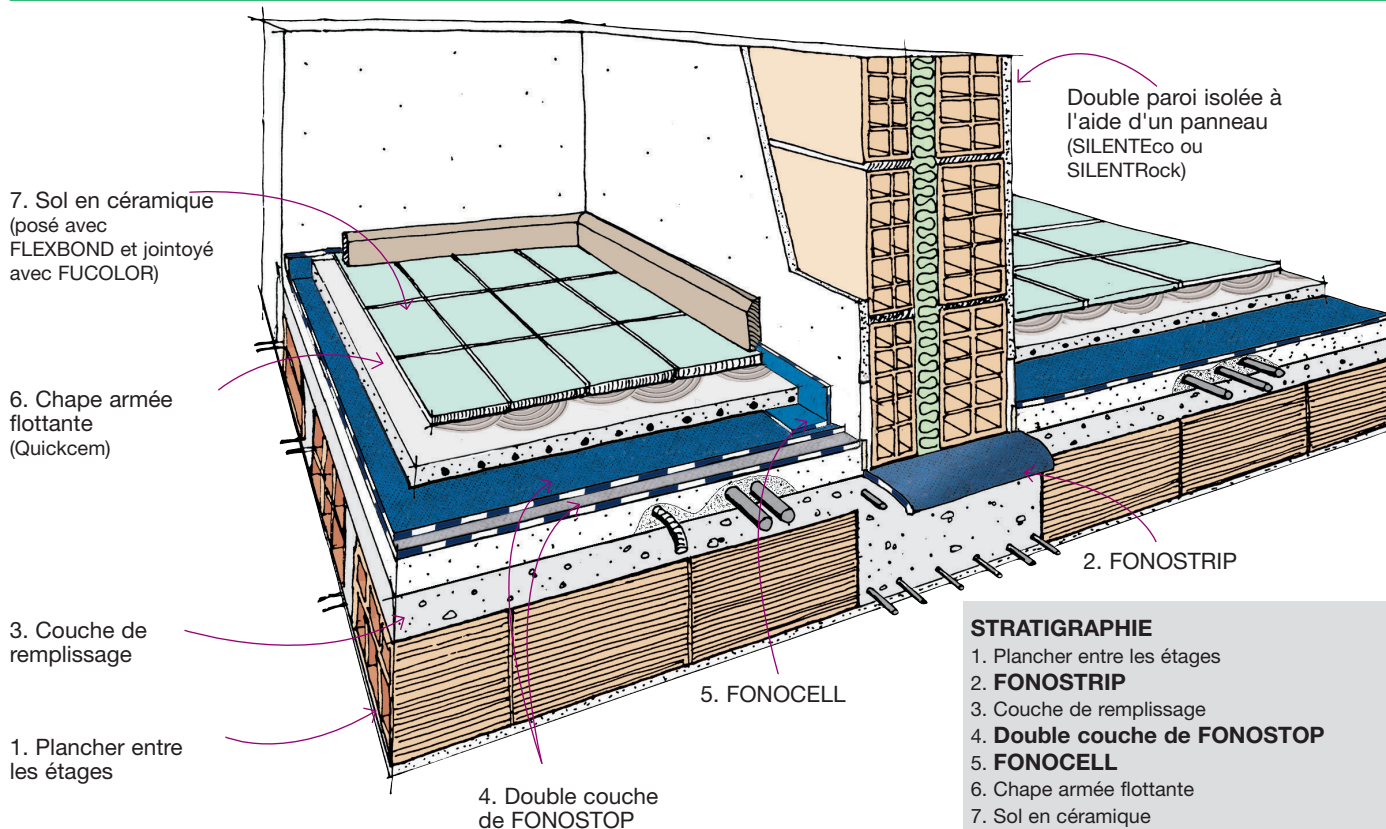 Double paroi isolée à
l'aide d'un panneau
(SILENTEco ou
SILENTRock)
7. Sol en céramique
(posé avec
FLEXBOND et jointoyé
avec FUCOLOR)
6. Chape armée
flottante
(Quickcem)
3. Couche de
remplissage
1. Plancher entre
les étages
4. Double couche
de FONOSTOP
5. FONOCELL
2. FONOSTRIP
STRATIGRAPHIE
1. Plancher entre les étages
2. FONOSTRIP
3. Couche de remplissage
4. Double couche de FONOSTOP
5. FONOCELL
6. Chape armée flottante
7. Sol en céramique